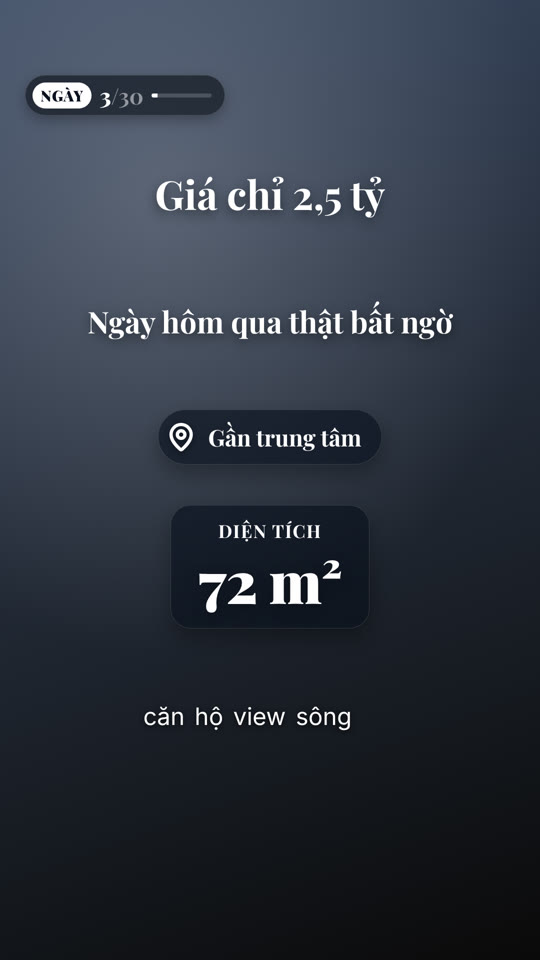 NGÀY 3/30
Giá chỉ 2,5 tỷ
Ngày hôm qua thật bất ngờ
Gần trung tâm
DIỆN TÍCH
72 m²
căn hộ view sông